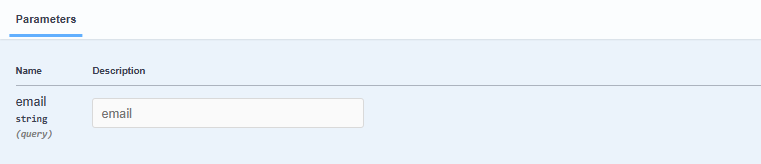 Parameters
Name Description
email
string
(query)
email